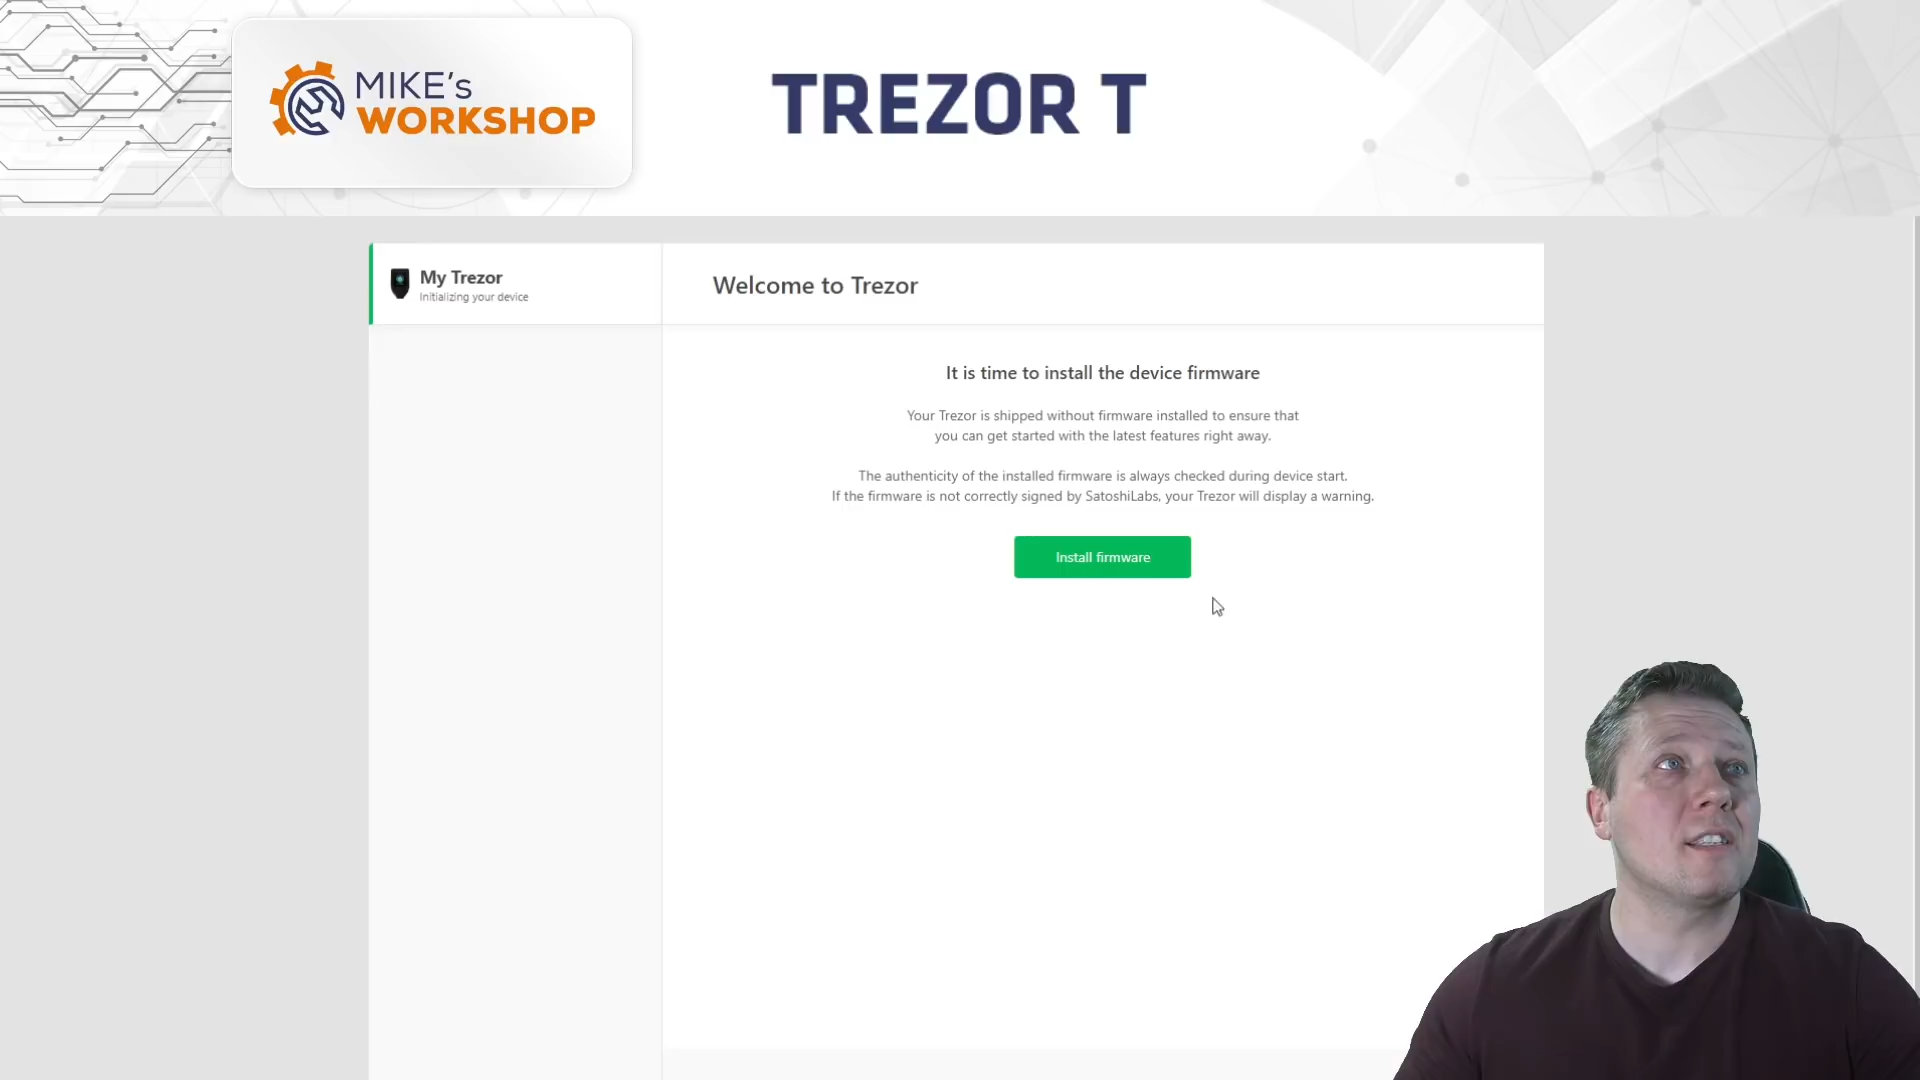 MIKE's
WORKSHOP
TREZOR T
My Trezor
Initializing your device
Welcome to Trezor
It is time to install the device firmware
Your Trezor is shipped without firmware installed to ensure that
you can get started with the latest features right away.
The authenticity of the installed firmware is always checked during device start.
If the firmware is not correctly signed by SatoshiLabs, your Trezor will display a warning.
Install firmware